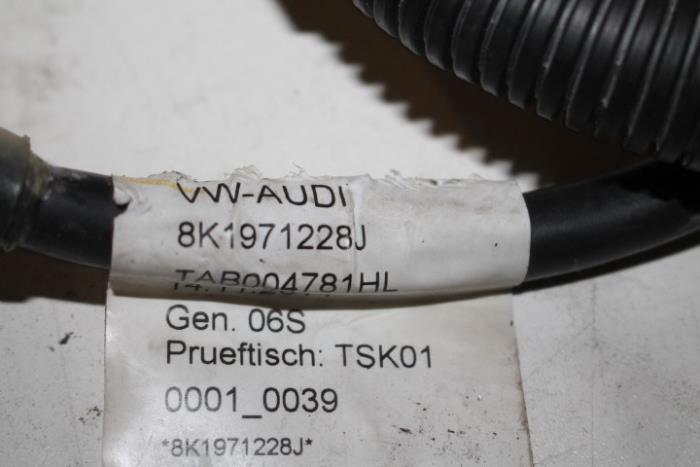 VW-AUDI
8K1971228J
TAB004781HL
Gen. 06S
Prueftisch: TSK01
0001_0039
*8K1971228J*